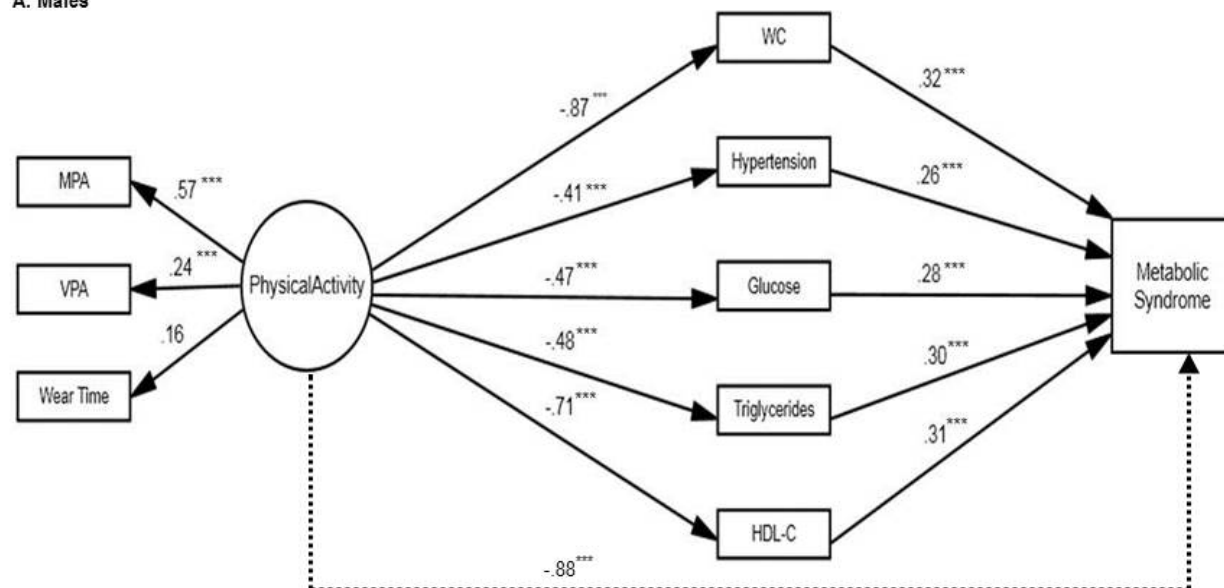 A. Males
WC
-.87 ***
.32 ***
MPA
.57 ***
Hypertension
-.41 ***
.26 ***
VPA
.24 ***
PhysicalActivity
-.47 ***
Glucose
.28 ***
Metabolic
Syndrome
Wear Time
.16
-.48 ***
Triglycerides
.30 ***
-.71 ***
.31 ***
HDL-C
-.88 ***